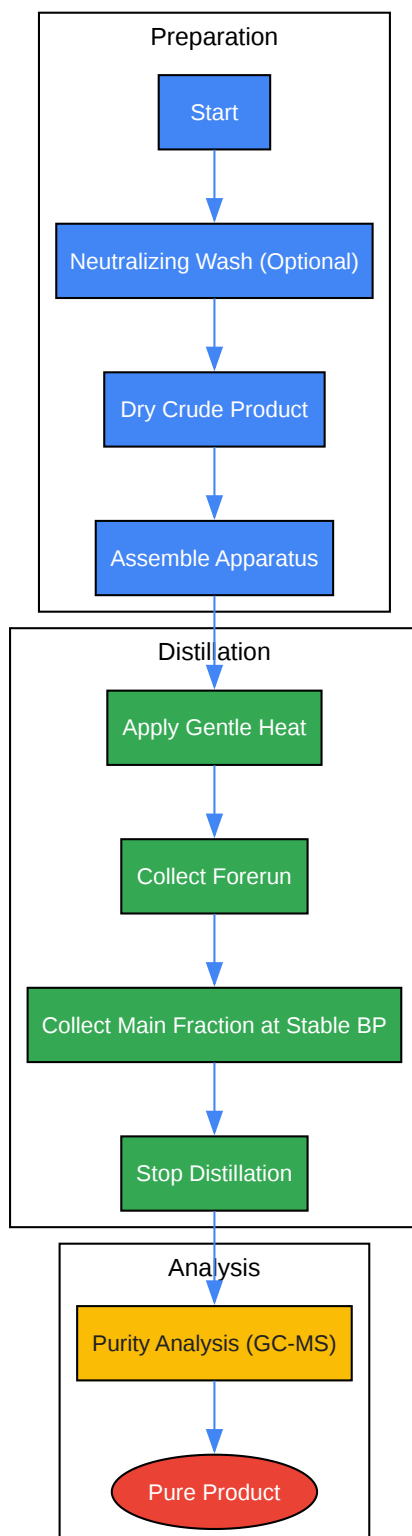 Preparation
Start
Neutralizing Wash (Optional)
Dry Crude Product
Assemble Apparatus
Distillation
Apply Gentle Heat
Collect Forerun
Collect Main Fraction at Stable BP
Stop Distillation
Analysis
Purity Analysis (GC-MS)
Pure Product